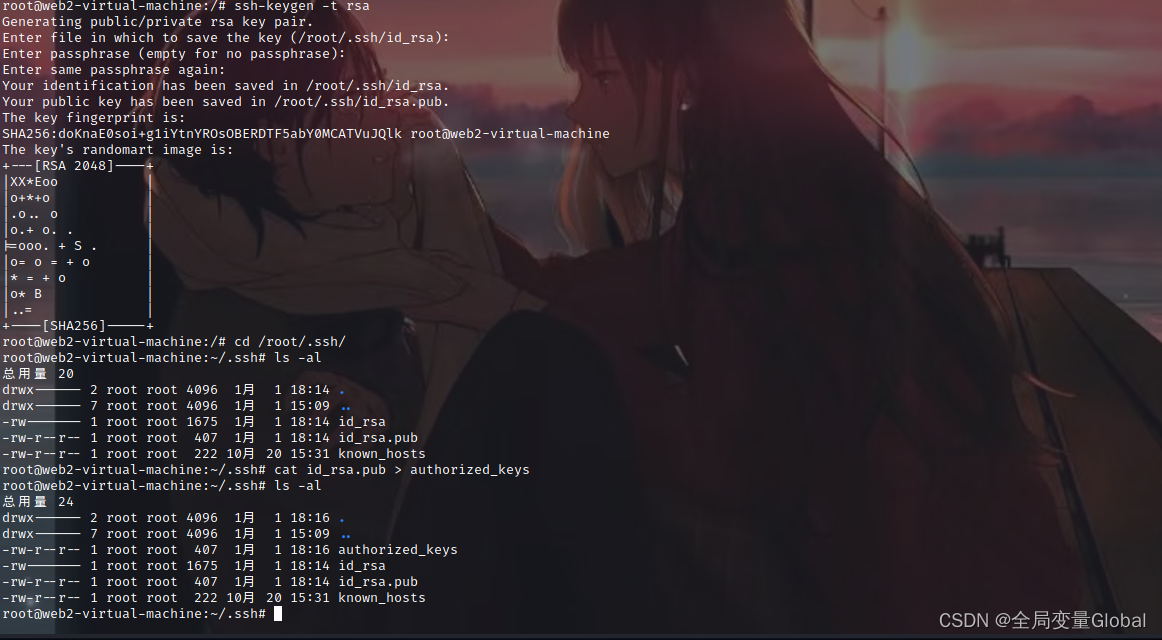 root@web2-virtual-machine:/# ssh-keygen -t rsa
Generating public/private rsa key pair.
Enter file in which to save the key (/root/.ssh/id_rsa):
Enter passphrase (empty for no passphrase):
Enter same passphrase again:
Your identification has been saved in /root/.ssh/id_rsa.
Your public key has been saved in /root/.ssh/id_rsa.pub.
The key fingerprint is:
SHA256:doKnaE0soi+g1iYtnYROsOBERDTF5abY0MCATVuJQlk root@web2-virtual-machine
The key's randomart image is:
+---[RSA 2048]----+
|XX*Eoo           |
|o+*+o            |
|.o.. o           |
|o.+ o. .         |
|=ooo. + S .      |
|o= o = + o       |
|* = + o          |
|o* B             |
|..=              |
+----[SHA256]-----+
root@web2-virtual-machine:/# cd /root/.ssh/
root@web2-virtual-machine:~/.ssh# ls -al
总用量 20
drwx------ 2 root root 4096  1月   1 18:14 .
drwx------ 7 root root 4096  1月   1 15:09 ..
-rw------- 1 root root 1675  1月   1 18:14 id_rsa
-rw-r--r-- 1 root root  407  1月   1 18:14 id_rsa.pub
-rw-r--r-- 1 root root  222 10月  20 15:31 known_hosts
root@web2-virtual-machine:~/.ssh# cat id_rsa.pub > authorized_keys
root@web2-virtual-machine:~/.ssh# ls -al
总用量 24
drwx------ 2 root root 4096  1月   1 18:16 .
drwx------ 7 root root 4096  1月   1 15:09 ..
-rw-r--r-- 1 root root  407  1月   1 18:16 authorized_keys
-rw------- 1 root root 1675  1月   1 18:14 id_rsa
-rw-r--r-- 1 root root  407  1月   1 18:14 id_rsa.pub
-rw-r--r-- 1 root root  222 10月  20 15:31 known_hosts
root@web2-virtual-machine:~/.ssh#
CSDN @全局变量Global